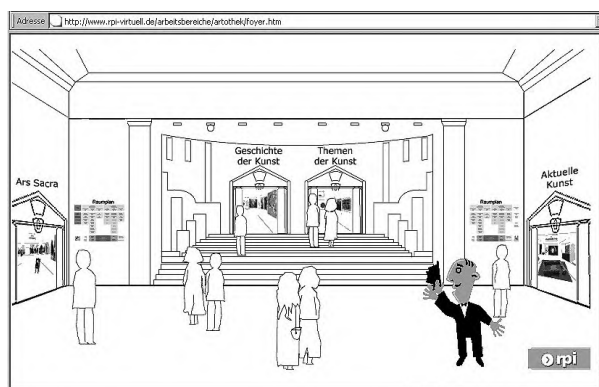 Adresse http://www.rpi-virtuell.de/arbeitsbereiche/artothek/foyer.htm
Geschichte
der Kunst
Themen
der Kunst
Ars Sacra
Aktuelle
Kunst
Raumplan
Raumplan
rpi